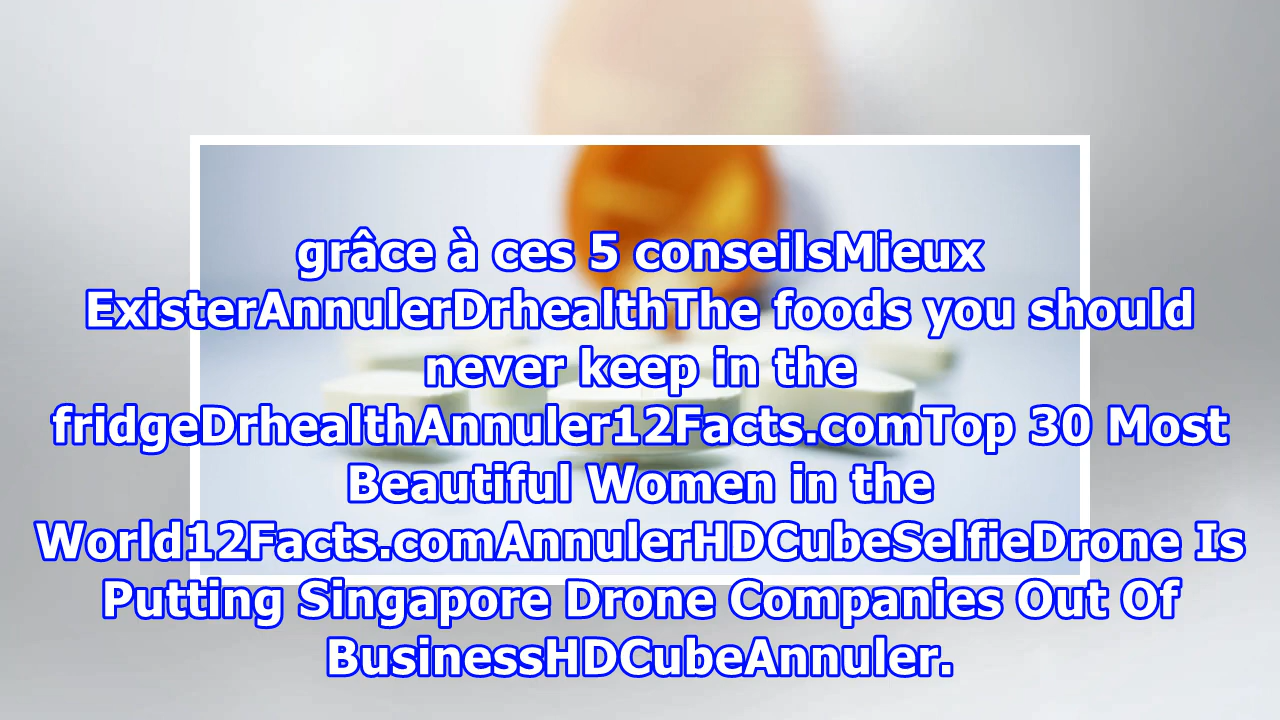 grâce à ces 5 conseilsMieux
ExisterAnnulerDrhealthThe foods you should
never keep in the
fridgeDrhealthAnnuler12Facts.comTop 30 Most
Beautiful Women in the
World12Facts.comAnnulerHDCubeSelfieDrone Is
Putting Singapore Drone Companies Out Of
BusinessHDCubeAnnuler.